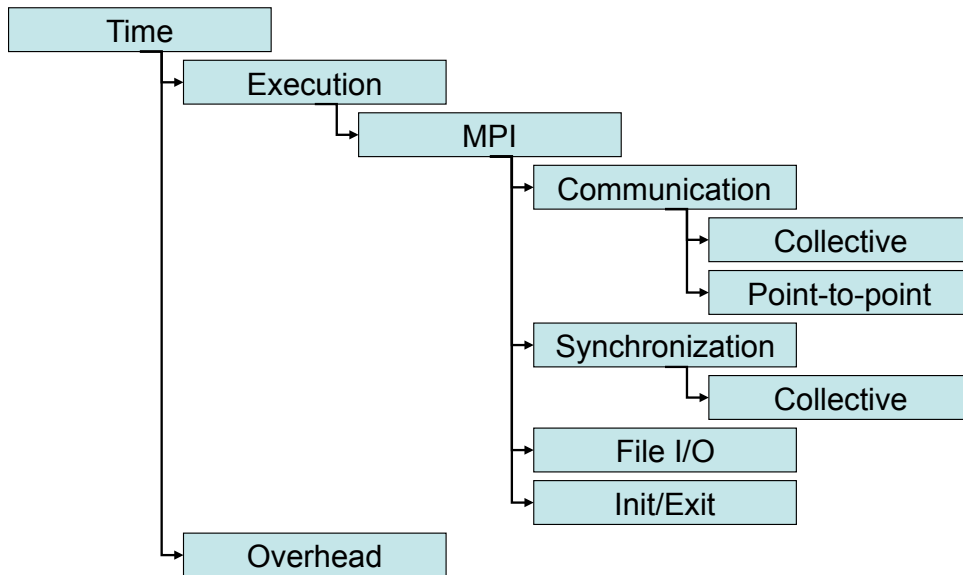 Time
Execution
MPI
Communication
Collective
Point-to-point
Synchronization
Collective
File I/O
Init/Exit
Overhead